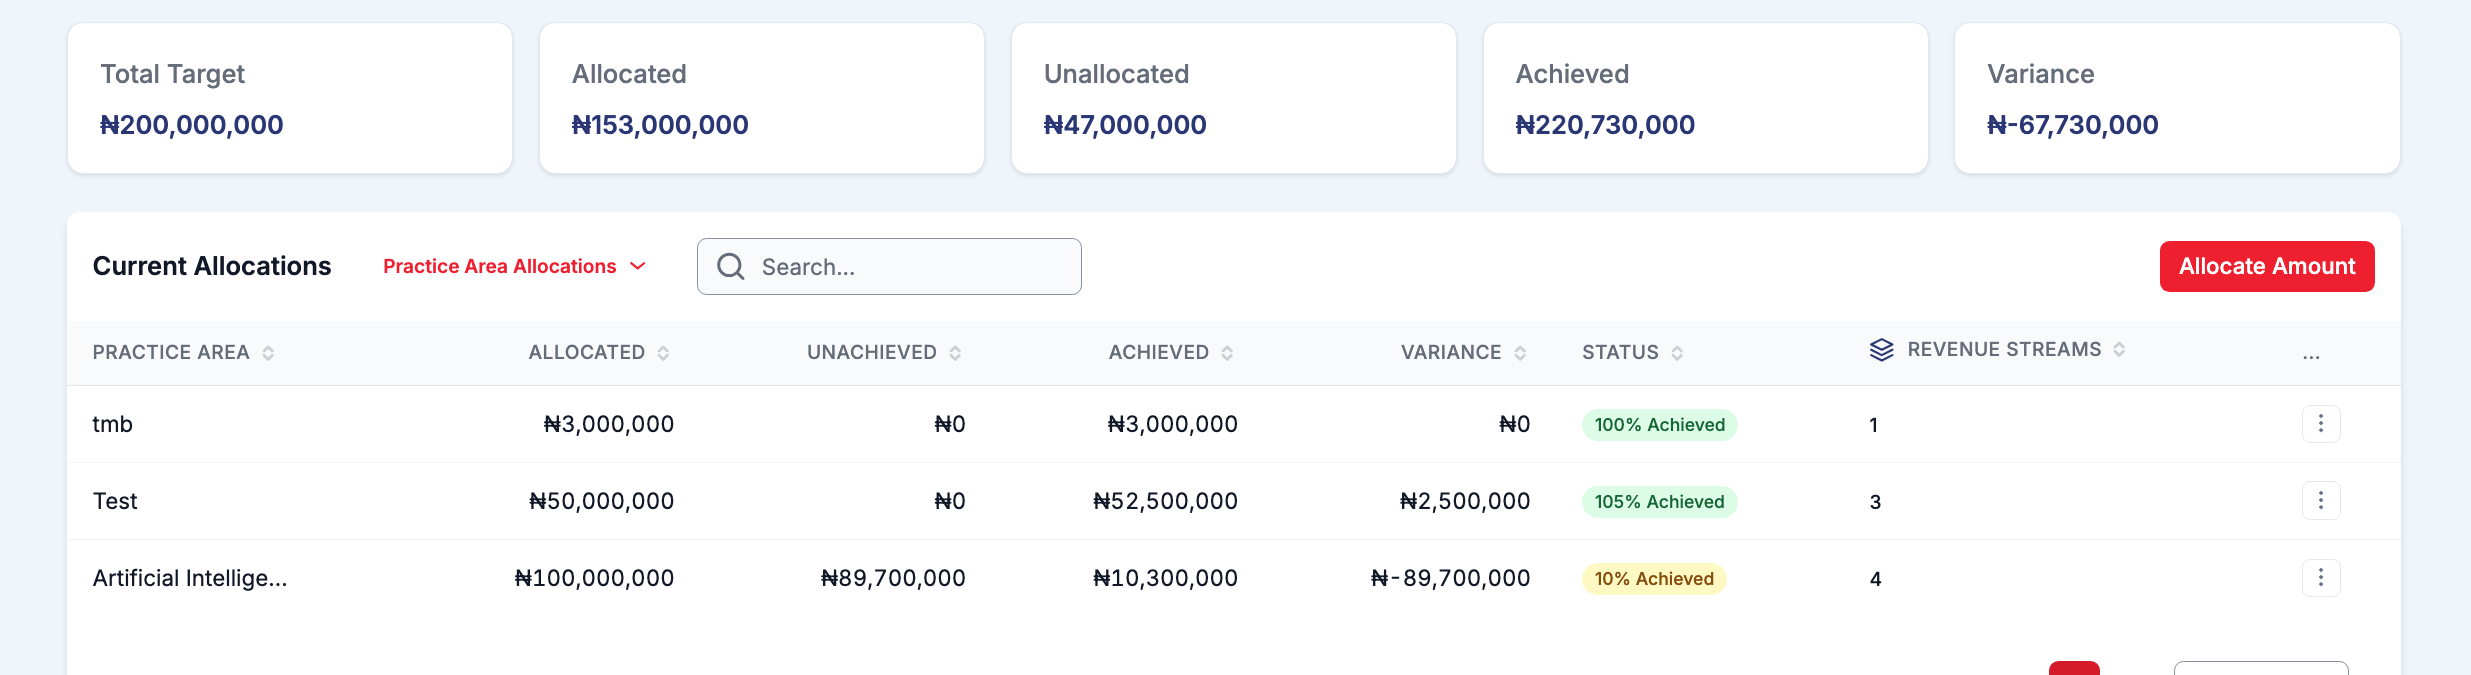 Total Target
₦200,000,000
Allocated
₦153,000,000
Unallocated
₦47,000,000
Achieved
₦220,730,000
Variance
₦-67,730,000
Current Allocations
Practice Area Allocations
Search...
Allocate Amount
PRACTICE AREA ALLOCATED UNACHIEVED ACHIEVED VARIANCE STATUS REVENUE STREAMS ...
tmb ₦3,000,000 ₦0 ₦3,000,000 ₦0 100% Achieved 1
Test ₦50,000,000 ₦0 ₦52,500,000 ₦2,500,000 105% Achieved 3
Artificial Intellige... ₦100,000,000 ₦89,700,000 ₦10,300,000 ₦-89,700,000 10% Achieved 4